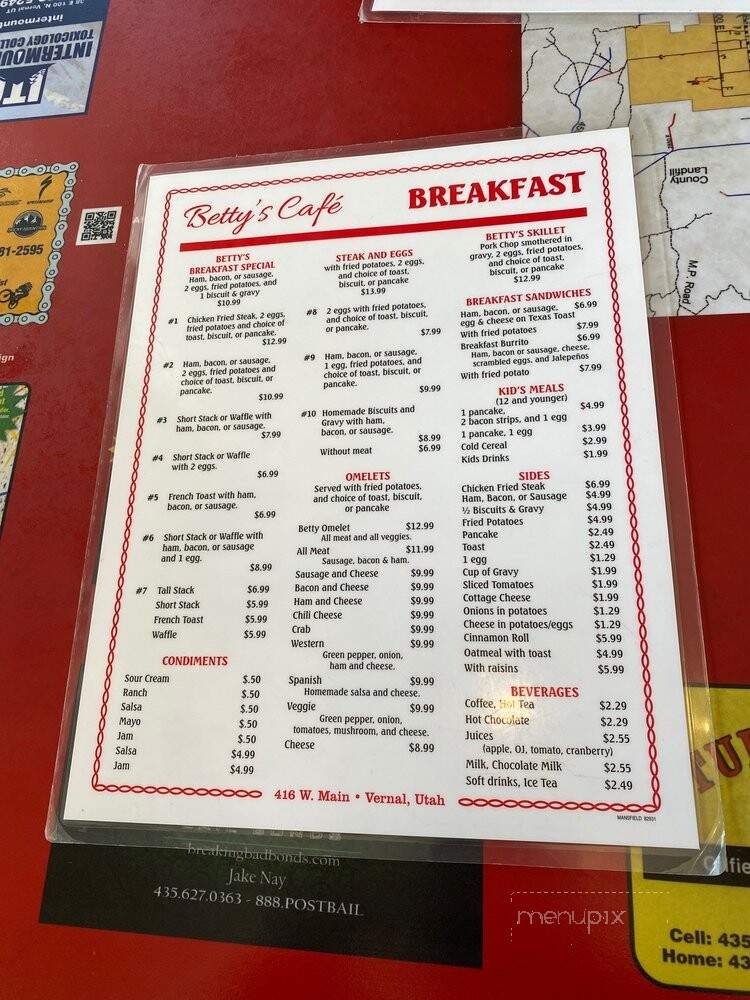 38 E 100 N. Vernal UT
intermount
INTERMOU
TOXICOLOGY COLL
81-2595
sign
County
Landfill
M.P. Road
Betty's Café
BREAKFAST
BETTY'S
BREAKFAST SPECIAL
Ham, bacon, or sausage,
2 eggs, fried potatoes, and
1 biscuit & gravy
$10.99
#1 Chicken Fried Steak, 2 eggs,
fried potatoes and choice of
toast, biscuit, or pancake.
$12.99
#2 Ham, bacon, or sausage,
2 eggs, fried potatoes and
choice of toast, biscuit, or
pancake.
$10.99
#3 Short Stack or Waffle with
ham, bacon, or sausage.
$7.99
#4 Short Stack or Waffle
with 2 eggs.
$6.99
#5 French Toast with ham,
bacon, or sausage.
$6.99
#6 Short Stack or Waffle with
ham, bacon, or sausage
and 1 egg.
$8.99
#7 Tall Stack $6.99
Short Stack $5.99
French Toast $5.99
Waffle $5.99
CONDIMENTS
Sour Cream $.50
Ranch $.50
Salsa $.50
Mayo $.50
Jam $.50
Salsa $4.99
Jam $4.99
STEAK AND EGGS
with fried potatoes, 2 eggs,
and choice of toast,
biscuit, or pancake
$13.99
#8 2 eggs with fried potatoes,
and choice of toast, biscuit,
or pancake.
$7.99
#9 Ham, bacon, or sausage,
1 egg, fried potatoes, and
choice of toast, biscuit, or
pancake.
$9.99
#10 Homemade Biscuits and
Gravy with ham,
bacon, or sausage.
$8.99
Without meat $6.99
OMELETS
Served with fried potatoes,
and choice of toast, biscuit,
or pancake
Betty Omelet $12.99
All meat and all veggies.
All Meat $11.99
Sausage, bacon & ham.
Sausage and Cheese $9.99
Bacon and Cheese $9.99
Ham and Cheese $9.99
Chili Cheese $9.99
Crab $9.99
Western $9.99
Green pepper, onion,
ham and cheese.
Spanish $9.99
Homemade salsa and cheese.
Veggie $9.99
Green pepper, onion,
tomatoes, mushroom, and cheese.
Cheese $8.99
BETTY'S SKILLET
Pork Chop smothered in
gravy, 2 eggs, fried potatoes,
and choice of toast,
biscuit, or pancake
$12.99
BREAKFAST SANDWICHES
Ham, bacon, or sausage, $6.99
egg & cheese on Texas Toast
With fried potatoes $7.99
Breakfast Burrito $6.99
Ham, bacon, or sausage, cheese,
scrambled eggs, and Jalepeños
With fried potato $7.99
KID'S MEALS
(12 and younger)
1 pancake, $4.99
2 bacon strips, and 1 egg
1 pancake, 1 egg $3.99
Cold Cereal $2.99
Kids Drinks $1.99
SIDES
Chicken Fried Steak $6.99
Ham, Bacon, or Sausage $4.99
½ Biscuits & Gravy $4.99
Fried Potatoes $4.99
Pancake $2.49
Toast $2.49
1 egg $1.29
Cup of Gravy $1.99
Sliced Tomatoes $1.99
Cottage Cheese $1.99
Onions in potatoes $1.29
Cheese in potatoes/eggs $1.29
Cinnamon Roll $5.99
Oatmeal with toast $4.99
With raisins $5.99
BEVERAGES
Coffee, Hot Tea $2.29
Hot Chocolate $2.29
Juices $2.55
(apple, OJ, tomato, cranberry)
Milk, Chocolate Milk $2.55
Soft drinks, Ice Tea $2.49
416 W. Main • Vernal, Utah
MANSFIELD 82931
breakingbadbonds.com
Jake Nay
435.627.0363 - 888.POSTBAIL
menupix
Cell: 435
Home: 43